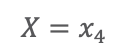 X = x₄